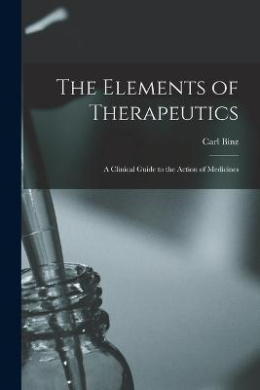 The Elements of
Therapeutics
Carl Binz
A Clinical Guide to the Action of Medicines